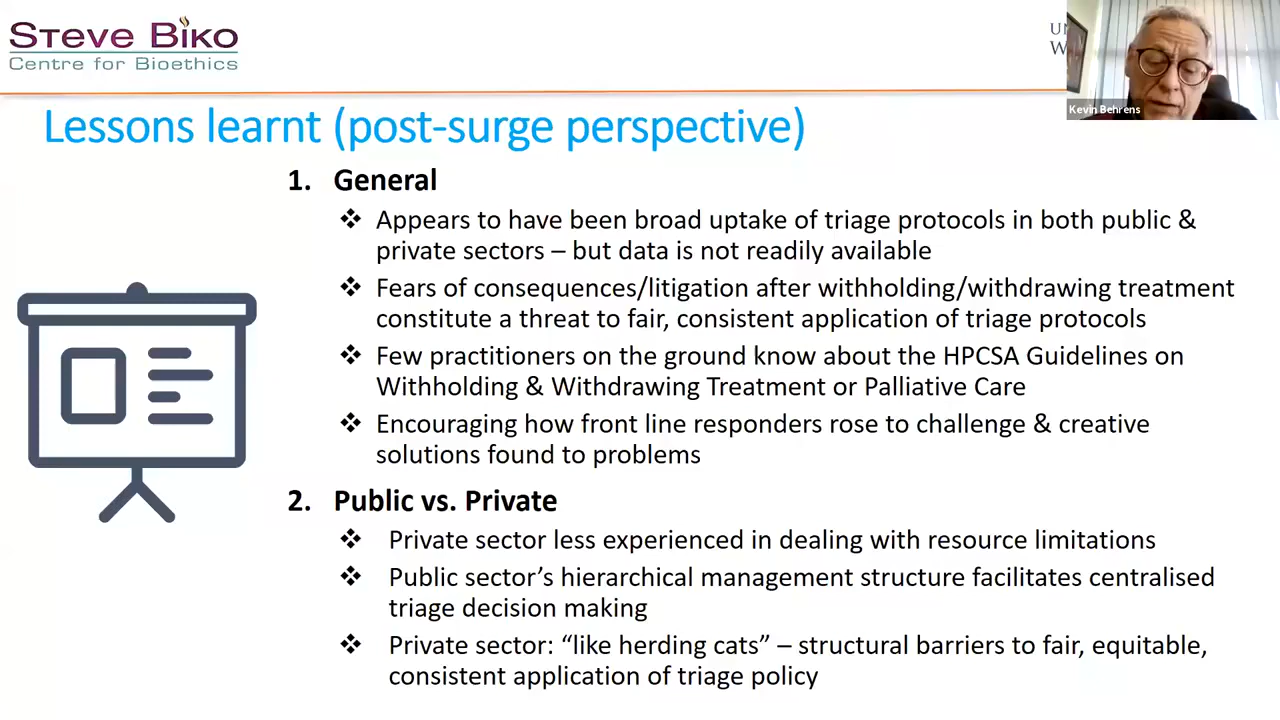 STEVE BIKO
Centre for Bioethics
UN
W
Kevin Behrens
Lessons learnt (post-surge perspective)
1. General
❖ Appears to have been broad uptake of triage protocols in both public &
private sectors – but data is not readily available
❖ Fears of consequences/litigation after withholding/withdrawing treatment
constitute a threat to fair, consistent application of triage protocols
❖ Few practitioners on the ground know about the HPCSA Guidelines on
Withholding & Withdrawing Treatment or Palliative Care
❖ Encouraging how front line responders rose to challenge & creative
solutions found to problems
2. Public vs. Private
❖ Private sector less experienced in dealing with resource limitations
❖ Public sector’s hierarchical management structure facilitates centralised
triage decision making
❖ Private sector: “like herding cats” – structural barriers to fair, equitable,
consistent application of triage policy